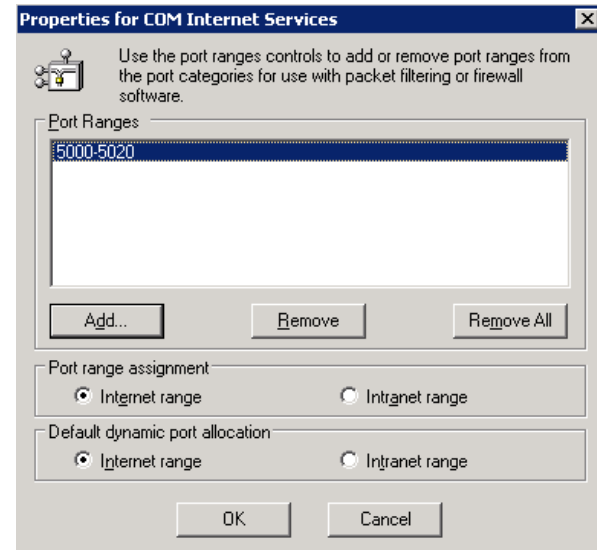 Properties for COM Internet Services
Use the port ranges controls to add or remove port ranges from
the port categories for use with packet filtering or firewall
software.
Port Ranges
5000-5020
Add...
Remove
Remove All
Port range assignment
Internet range
Intranet range
Default dynamic port allocation
Internet range
Intranet range
OK
Cancel